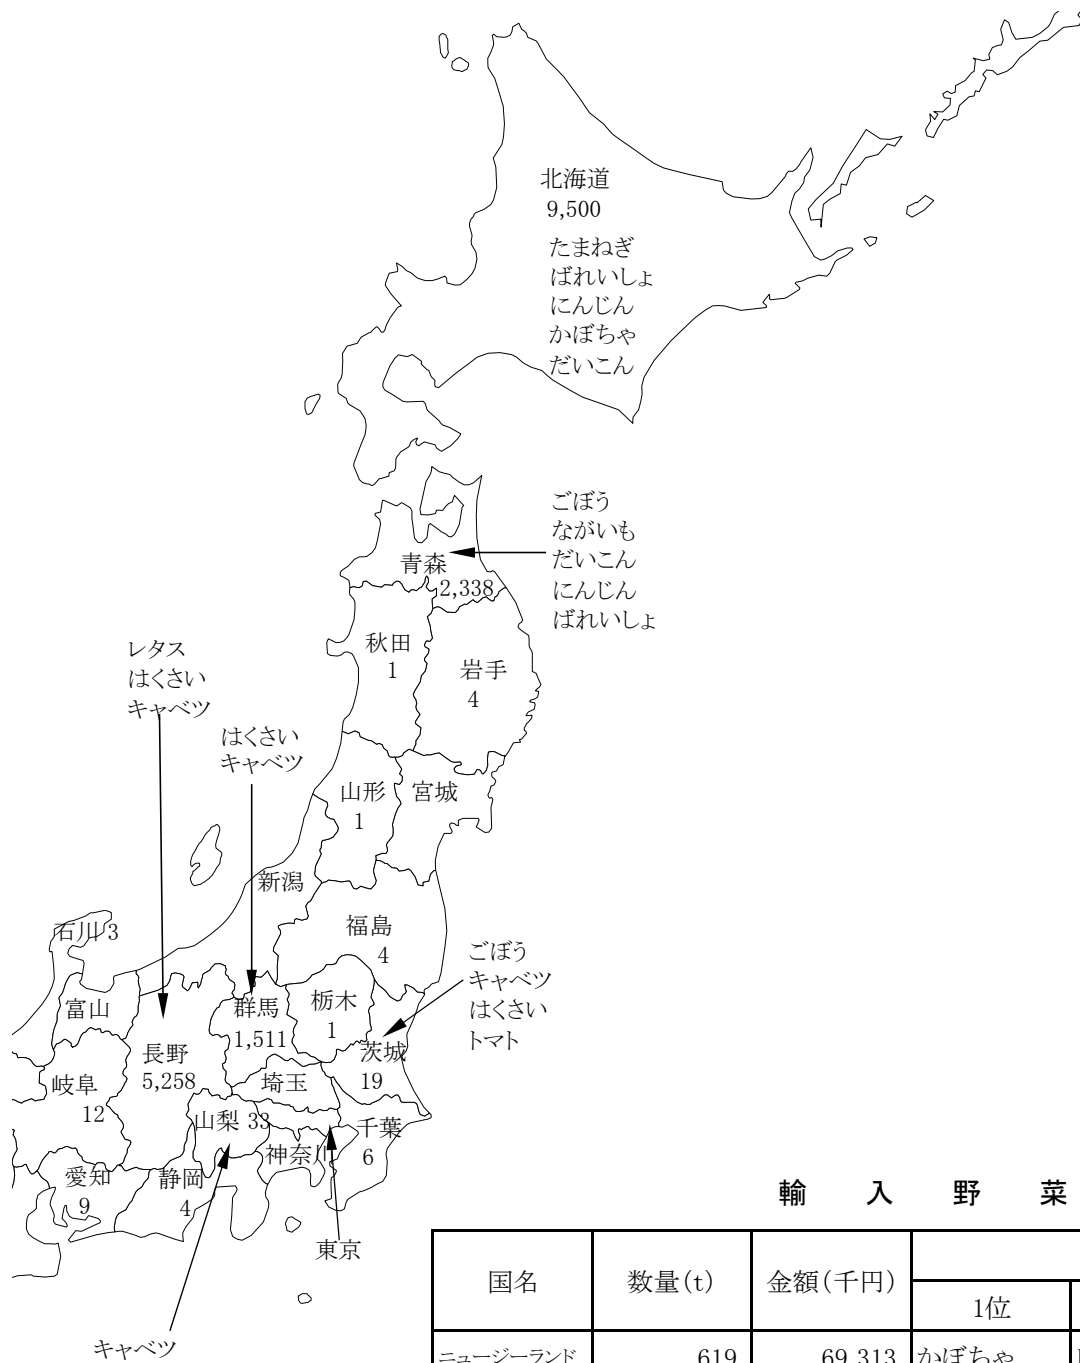 北海道
9,500
たまねぎ
ばれいしょ
にんじん
かぼちゃ
だいこん
ごぼう
ながいも
だいこん
にんじん
ばれいしょ
青森
2,338
秋田
1
岩手
4
レタス
はくさい
キャベツ
はくさい
キャベツ
山形
1
宮城
新潟
福島
4
石川 3
富山
ごぼう
キャベツ
はくさい
トマト
群馬
1,511
栃木
1
茨城
19
長野
5,258
岐阜
12
埼玉
山梨 33
千葉
6
神奈川
愛知
9
静岡
4
東京
キャベツ
輸入野菜
国名 数量(t) 金額(千円)
1位
ニュージーランド 619 69,313 かぼちゃ